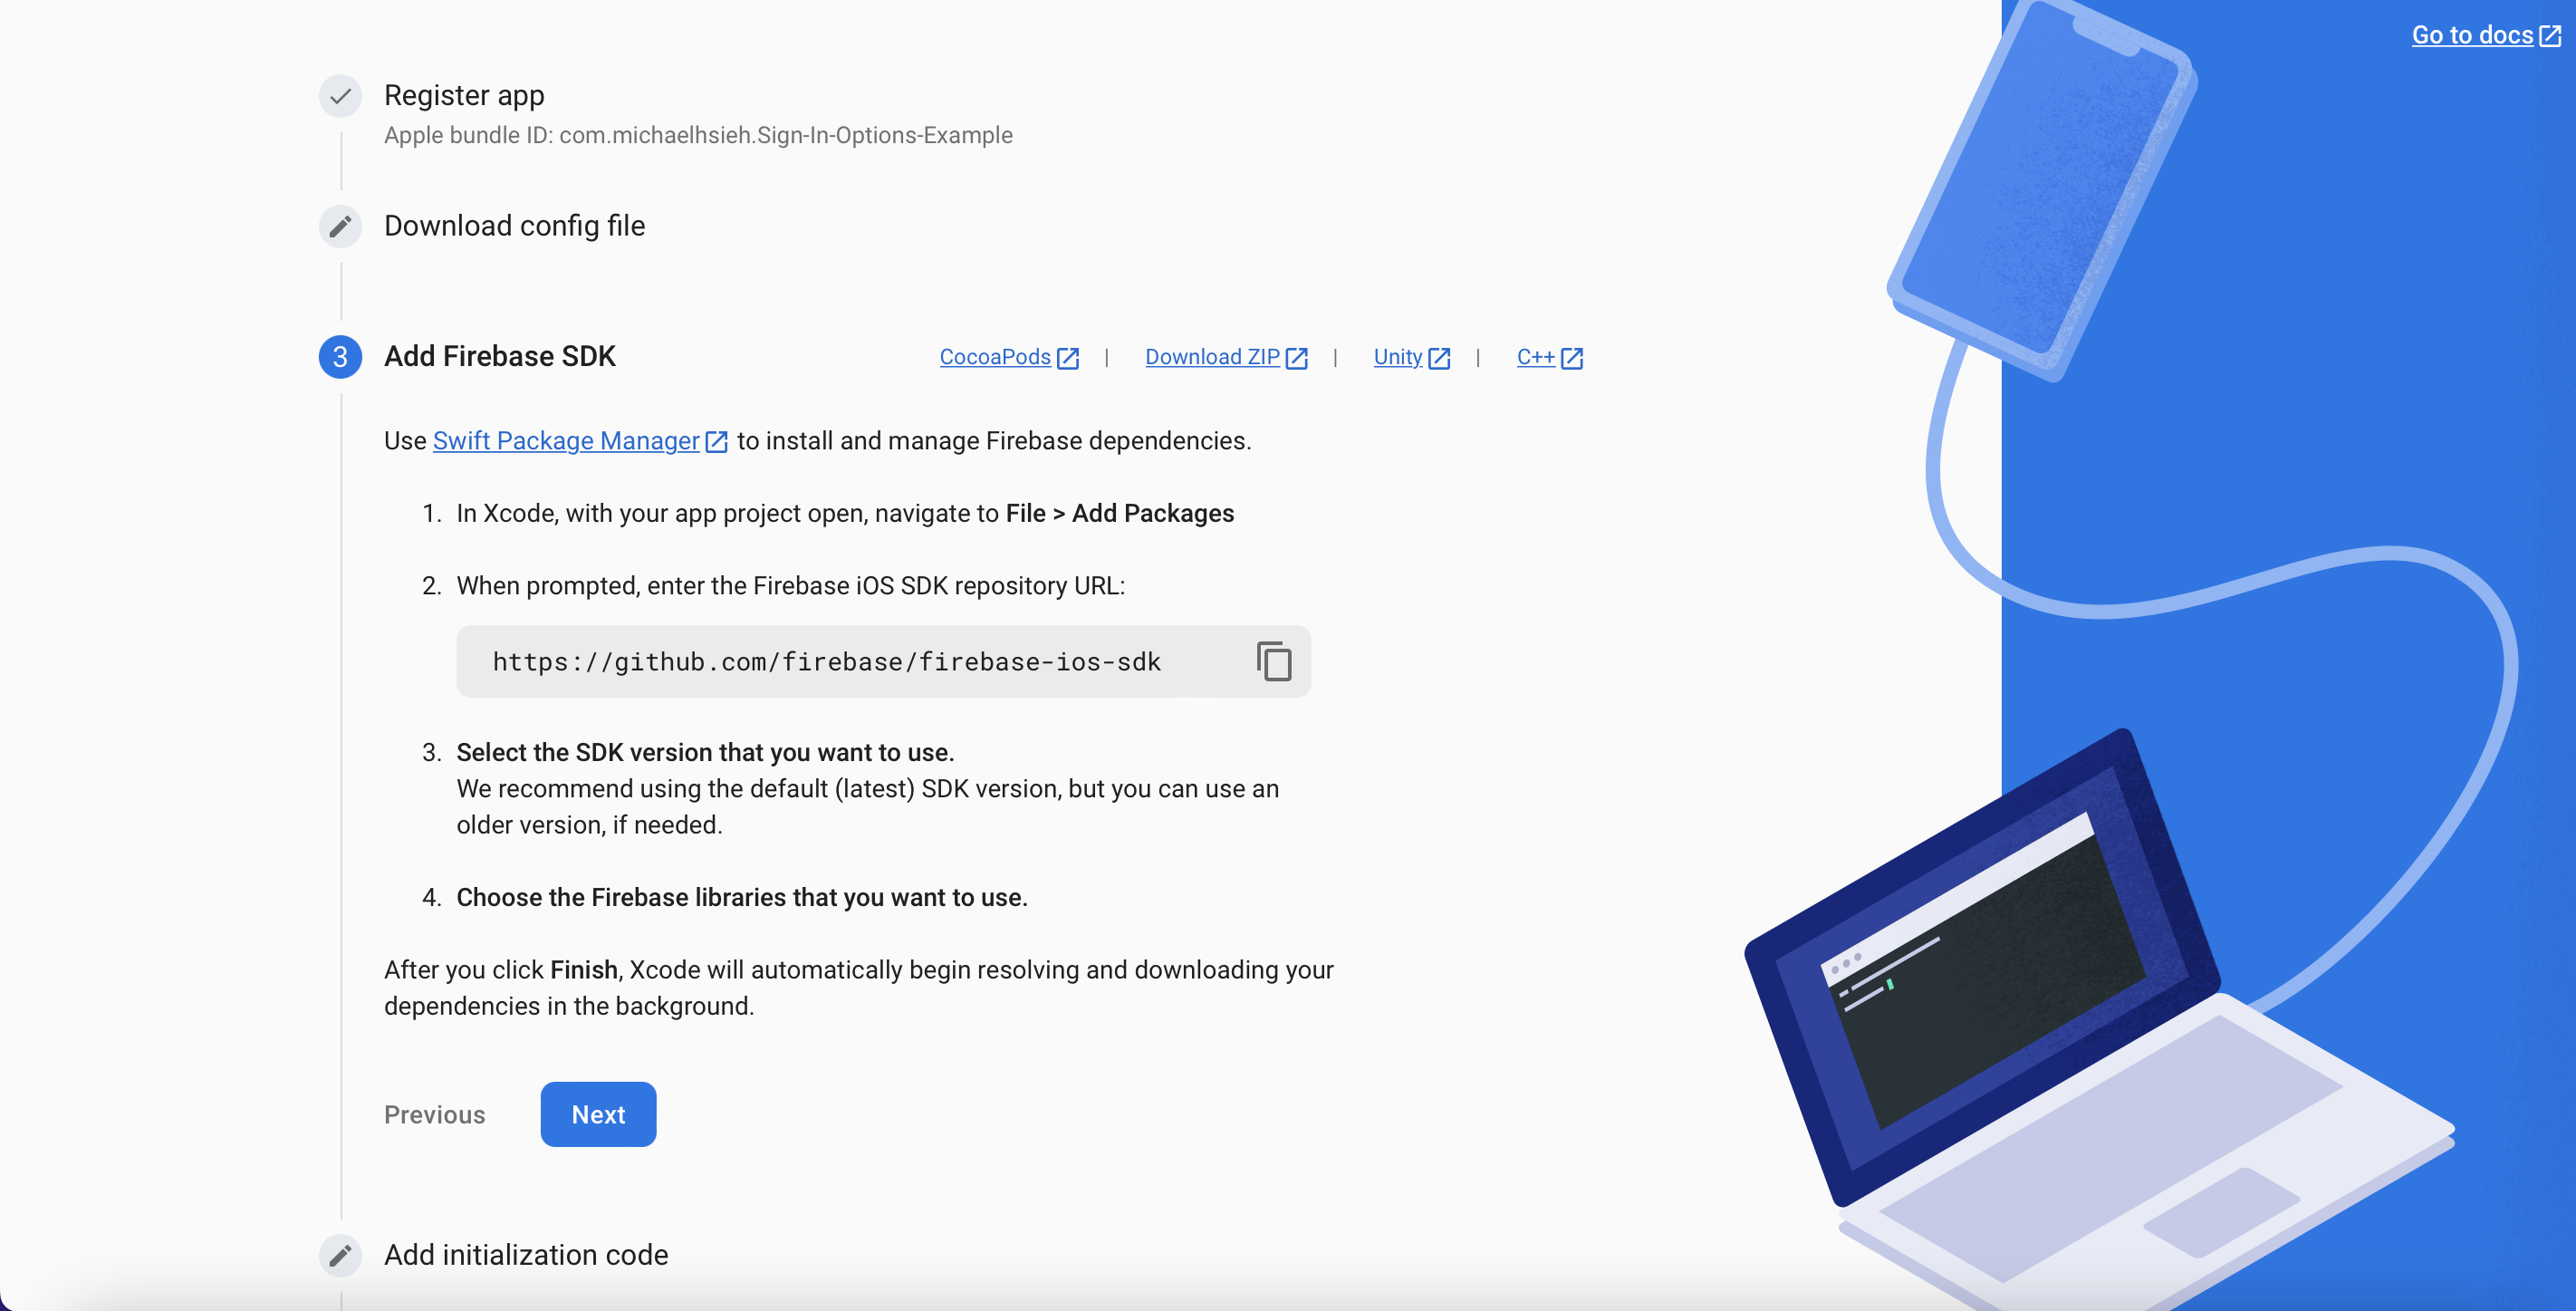 Go to docs
Register app
Apple bundle ID: com.michaelhsieh.Sign-In-Options-Example
Download config file
3 Add Firebase SDK CocoaPods | Download ZIP | Unity | C++
Use Swift Package Manager to install and manage Firebase dependencies.
1. In Xcode, with your app project open, navigate to File > Add Packages
2. When prompted, enter the Firebase iOS SDK repository URL:
https://github.com/firebase/firebase-ios-sdk
3. Select the SDK version that you want to use.
We recommend using the default (latest) SDK version, but you can use an
older version, if needed.
4. Choose the Firebase libraries that you want to use.
After you click Finish, Xcode will automatically begin resolving and downloading your
dependencies in the background.
Previous Next
Add initialization code